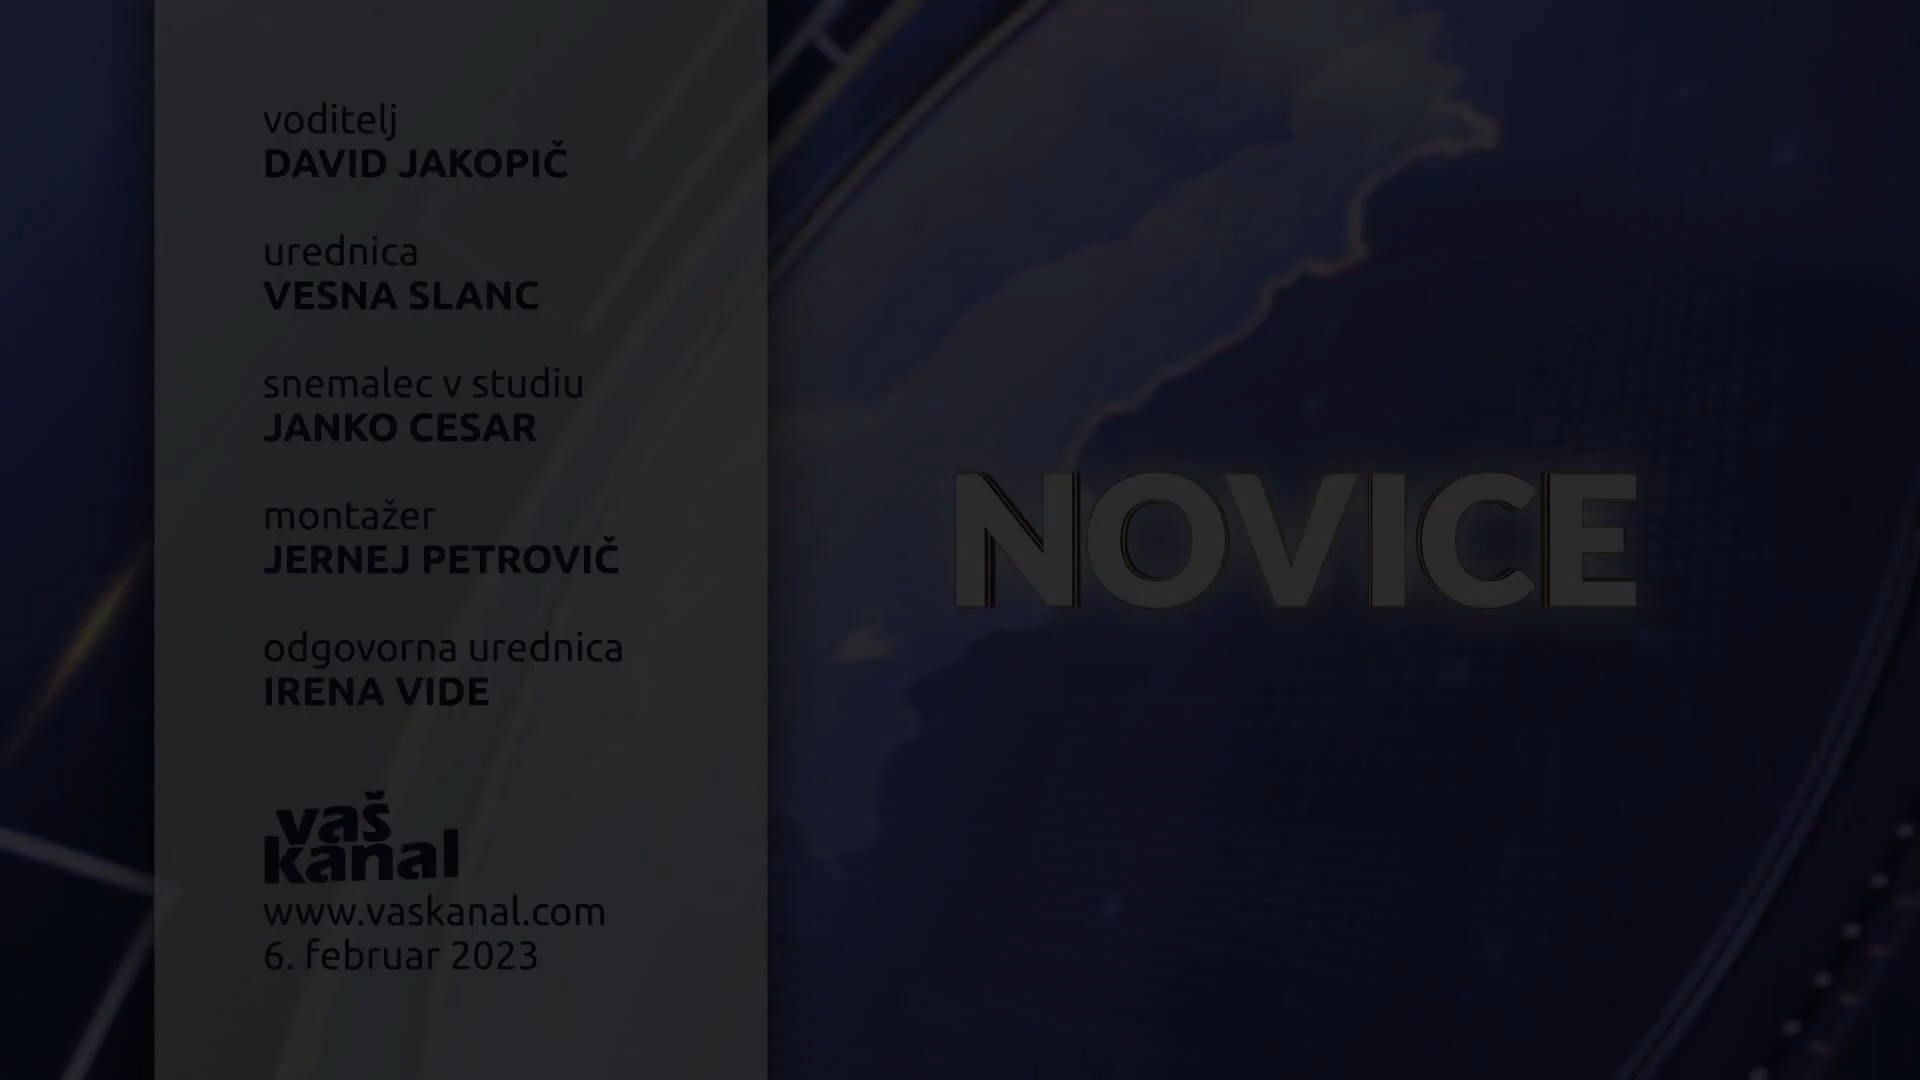 voditelj
DAVID JAKOPIČ
urednica
VESNA SLANC
snemalec v studiu
JANKO CESAR
montažer
JERNEJ PETROVIČ
odgovorna urednica
IRENA VIDE
vaš
kanal
www.vaskanal.com
6. februar 2023
NOVICE